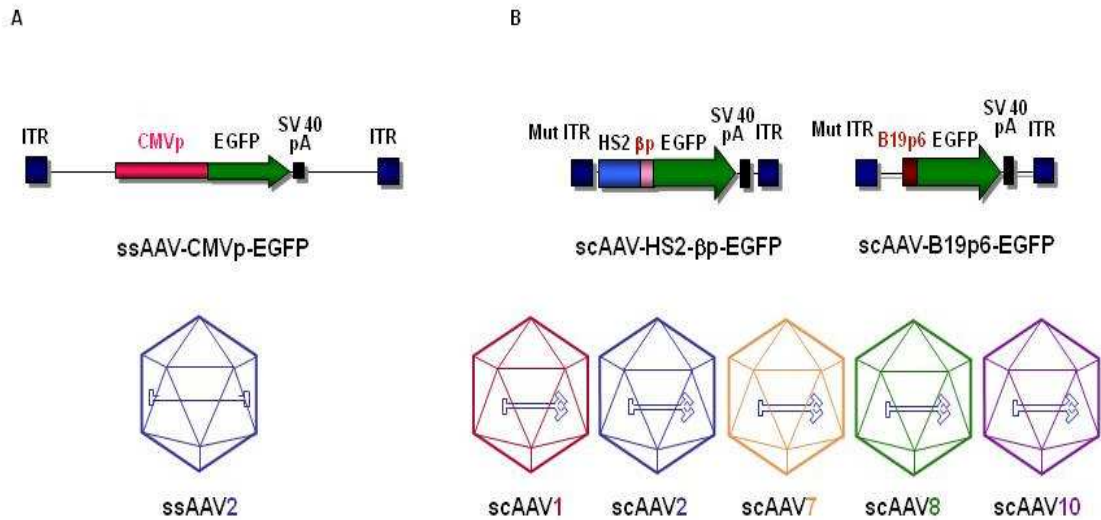 A
ITR
CMVp
EGFP
SV 40
pA
ITR
ssAAV-CMVp-EGFP
ssAAV2
B
Mut ITR
HS2 βp EGFP
SV 40
pA
ITR
scAAV-HS2-βp-EGFP
Mut ITR
B19p6 EGFP
SV 40
pA
ITR
scAAV-B19p6-EGFP
scAAV1
scAAV2
scAAV7
scAAV8
scAAV10